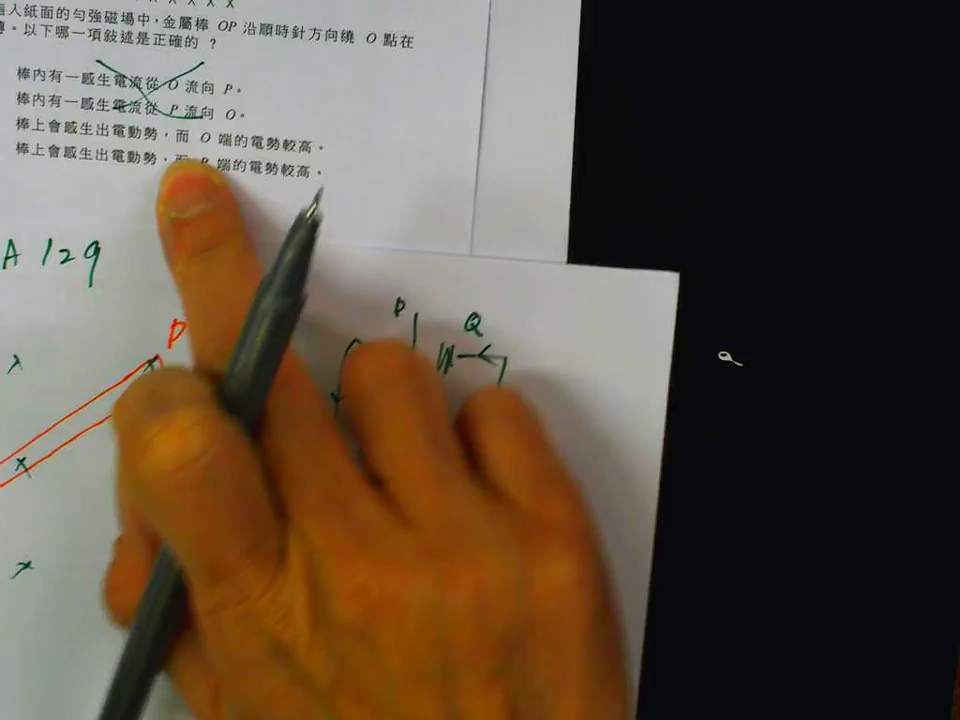 指入紙面的勻強磁場中,金屬棒 OP 沿順時針方向繞 O 點在
。以下哪一項敍述是正確的 ?
棒內有一感生電流從 O 流向 P。
棒內有一感生電流從 P 流向 O。
棒上會感生出電動勢,而 O 端的電勢較高。
棒上會感生出電動勢,而 P 端的電勢較高。
A 129
P
P
Q